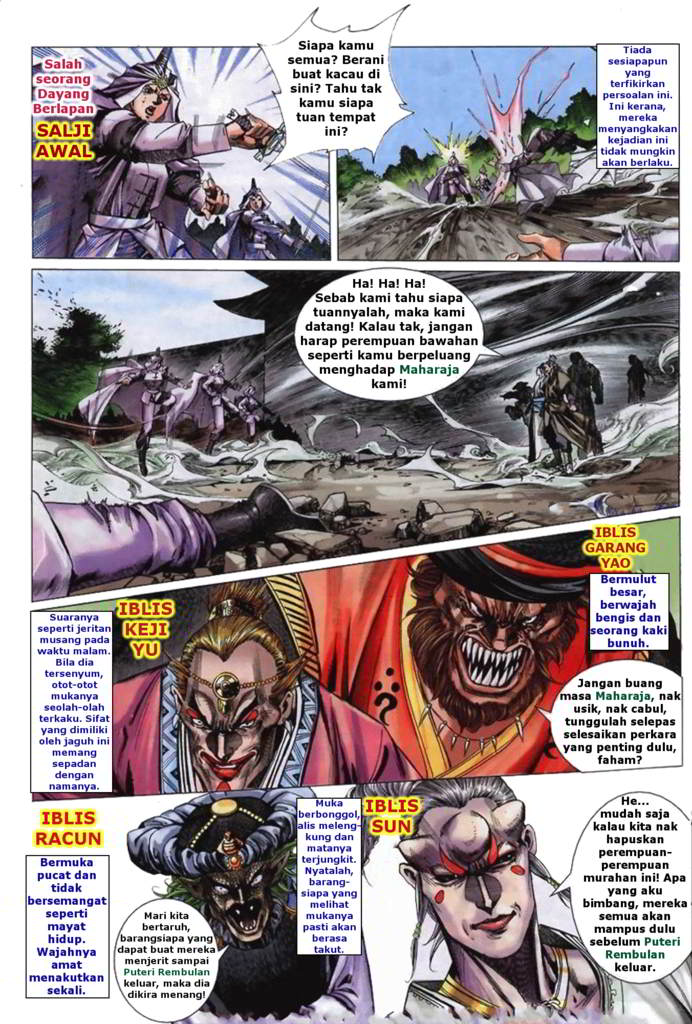 Salah
seorang
Dayang
Berlapan
SALJI
AWAL
Siapa kamu
semua? Berani
buat kacau di
sini? Tahu tak
kamu siapa
tuan tempat
ini?
Tiada
sesiapapun
yang
terfikirkan
persoalan ini.
Ini kerana,
mereka
menyangkakan
kejadian ini
tidak mungkin
akan berlaku.
Ha! Ha! Ha!
Sebab kami tahu siapa
tuannyalah, maka kami
datang! Kalau tak, jangan
harap perempuan bawahan
seperti kamu berpeluang
menghadap Maharaja
kami!
IBLIS
GARANG
YAO
Bermulut
besar,
berwajah
bengis dan
seorang kaki
bunuh.
IBLIS
KEJI
YU
Suaranya
seperti jeritan
musang pada
waktu malam.
Bila dia
tersenyum,
otot-otot
mukanya
seolah-olah
terkaku. Sifat
yang dimiliki
oleh jaguh ini
memang
sepadan
dengan
namanya.
Jangan buang
masa Maharaja, nak
usik, nak cabul,
tunggulah selepas
selesaikan perkara
yang penting dulu,
faham?
IBLIS
RACUN
Bermuka
pucat dan
tidak
bersemangat
seperti
mayat
hidup.
Wajahnya
amat
menakutkan
sekali.
Mari kita
bertaruh,
barangsiapa yang
dapat buat mereka
menjerit sampai
Puteri Rembulan
keluar, maka dia
dikira menang!
IBLIS
SUN
Muka
berbonggol,
alis meleng-
kung dan
matanya
terjungkit.
Nyatalah,
barang-
siapa yang
melihat
mukanya
pasti akan
berasa
takut.
He...
mudah saja
kalau kita nak
hapuskan
perempuan-
perempuan
murahan ini! Apa
yang aku
bimbang, mereka
semua akan
mampus dulu
sebelum Puteri
Rembulan
keluar.